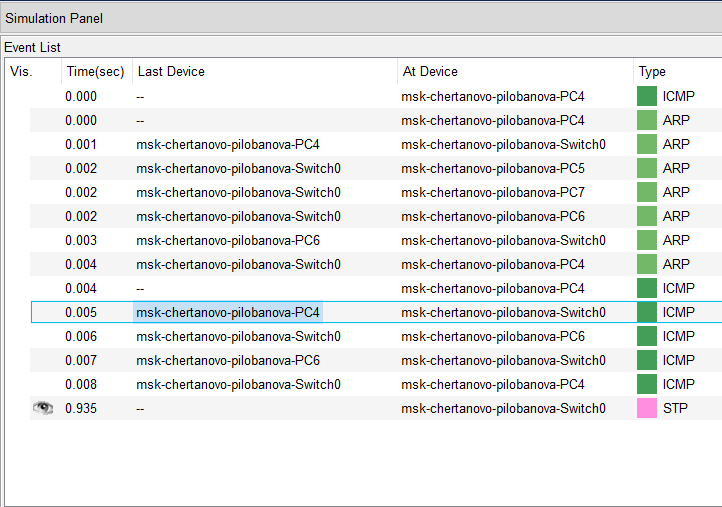 Simulation Panel
Event List
Vis. Time(sec) Last Device At Device Type
0.000 -- msk-chertanovo-pilobanova-PC4 ICMP
0.000 -- msk-chertanovo-pilobanova-PC4 ARP
0.001 msk-chertanovo-pilobanova-PC4 msk-chertanovo-pilobanova-Switch0 ARP
0.002 msk-chertanovo-pilobanova-Switch0 msk-chertanovo-pilobanova-PC5 ARP
0.002 msk-chertanovo-pilobanova-Switch0 msk-chertanovo-pilobanova-PC7 ARP
0.002 msk-chertanovo-pilobanova-Switch0 msk-chertanovo-pilobanova-PC6 ARP
0.003 msk-chertanovo-pilobanova-PC6 msk-chertanovo-pilobanova-Switch0 ARP
0.004 msk-chertanovo-pilobanova-Switch0 msk-chertanovo-pilobanova-PC4 ARP
0.004 -- msk-chertanovo-pilobanova-PC4 ICMP
0.005 msk-chertanovo-pilobanova-PC4 msk-chertanovo-pilobanova-Switch0 ICMP
0.006 msk-chertanovo-pilobanova-Switch0 msk-chertanovo-pilobanova-PC6 ICMP
0.007 msk-chertanovo-pilobanova-PC6 msk-chertanovo-pilobanova-Switch0 ICMP
0.008 msk-chertanovo-pilobanova-Switch0 msk-chertanovo-pilobanova-PC4 ICMP
0.935 -- msk-chertanovo-pilobanova-Switch0 STP